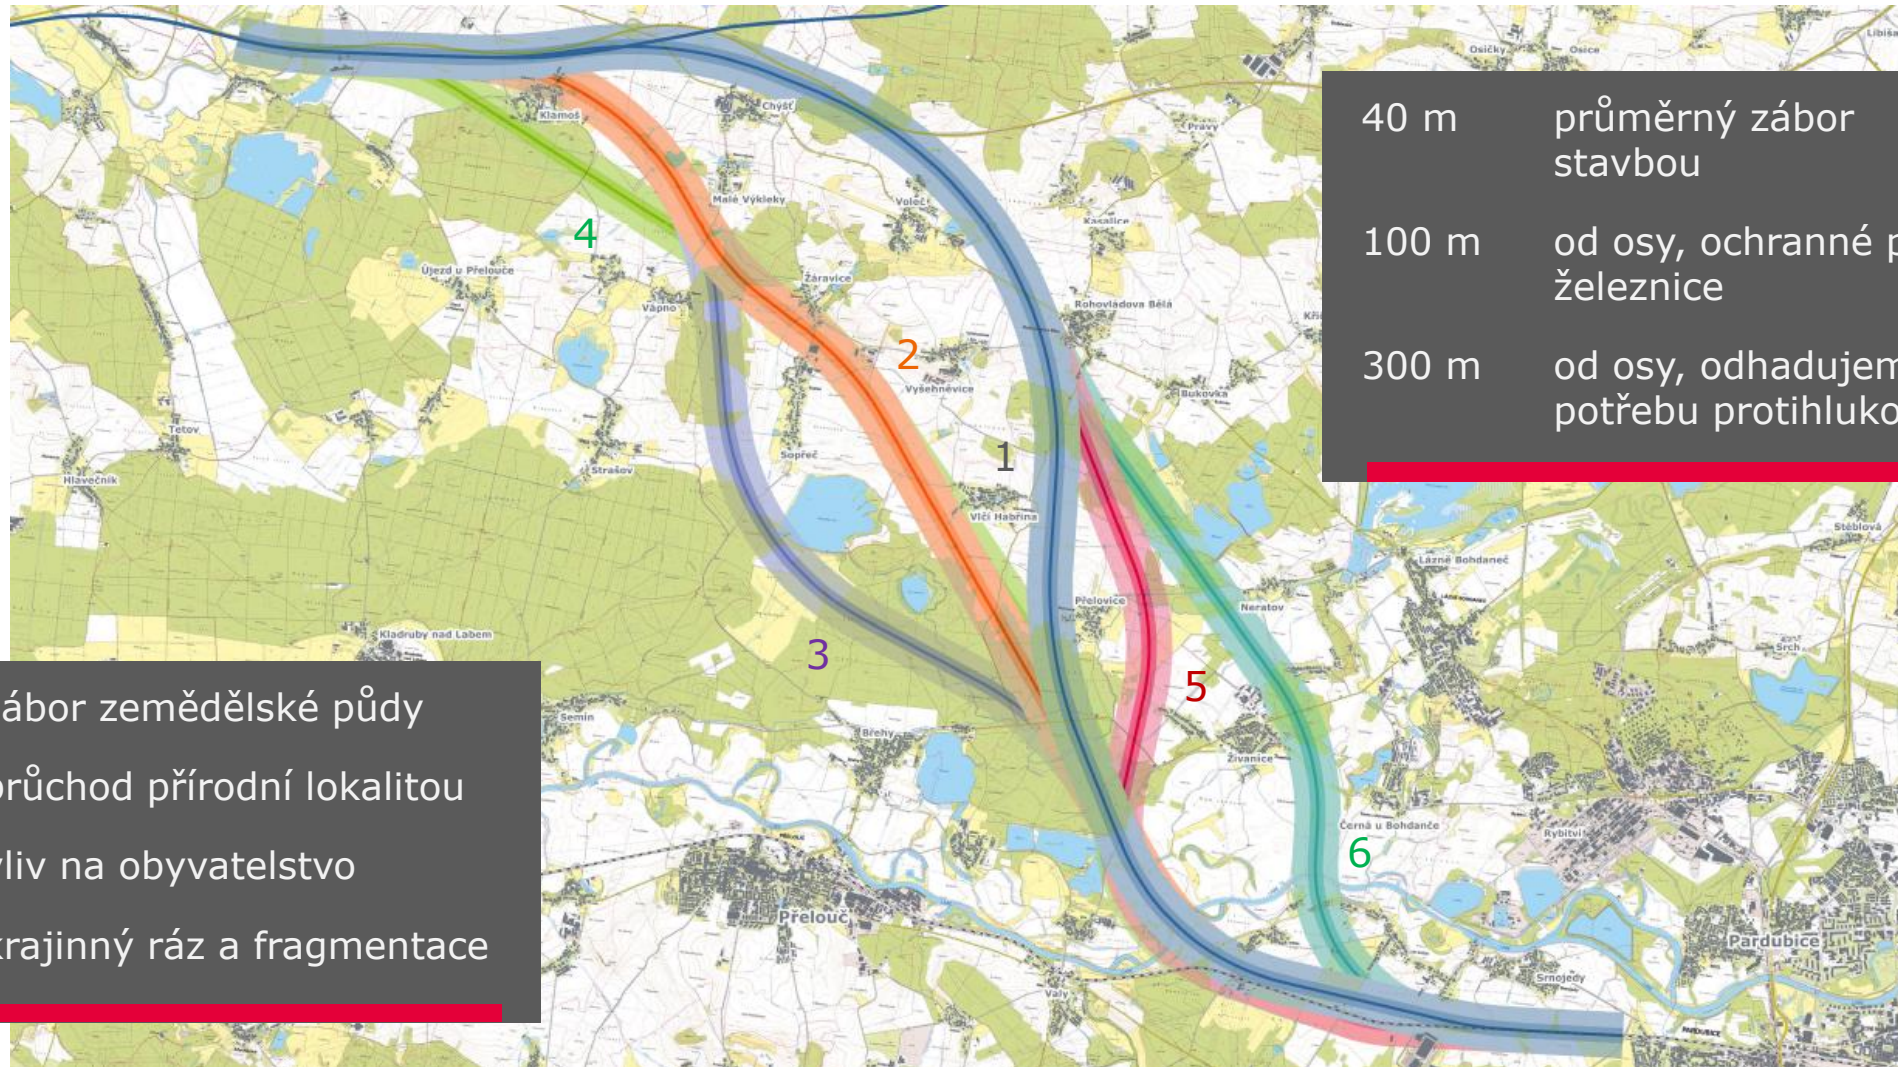 Osičky
Osice
Libiša
Chýšť
Klamoš
Pravy
Malé Výkleky
Voleč
Kasalice
4
Újezd u Přelouče
Žáravice
Vápno
Rohovládova Bělá
2
Vyšehněvice
Bukovka
Tetov
Sopřeč
1
Hlavečník
Strašov
Vlčí Habřina
Stéblová
Lázně Bohdaneč
Přelovice
Neratov
Kladruby nad Labem
3
Srch
5
Semín
Břehy
Živanice
Černá u Bohdanče
Rybitví
6
Přelouč
Pardubice
Srnojedy
Valy
40 m průměrný zábor
stavbou
100 m od osy, ochranné p
železnice
300 m od osy, odhadujem
potřebu protihluko
ábor zemědělské půdy
průchod přírodní lokalitou
vliv na obyvatelstvo
krajinný ráz a fragmentace